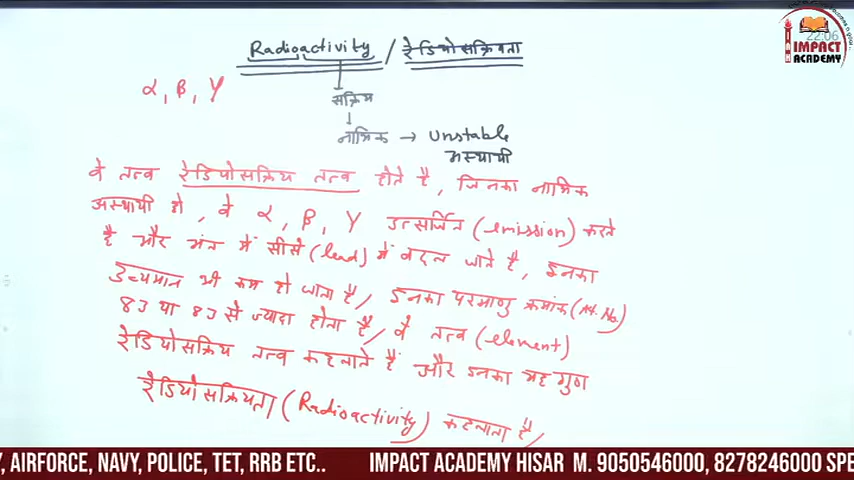 Radioactivity / रेडियोसक्रियता
22:06
IMPACT
ACADEMY
α, β, γ
सक्रिय
नाभिक → Unstable
अस्थायी
वे तत्व रेडियोसक्रिय तत्व होते है, जिनका नाभिक
अस्थायी हो, वे α, β, γ उत्सर्जित (emission) करते
है और अंत में सीसे (lead) में बदल जाते है, इनका
द्रव्यमान भी कम हो जाता है/ इनका परमाणु क्रमांक (At. No)
83 या 83 से ज्यादा होता है/ वे तत्व (element)
रेडियोसक्रिय तत्व कहलाते हैं और इनका यह गुण
रेडियोसक्रियता (Radioactivity) कहलाता है/
, AIRFORCE, NAVY, POLICE, TET, RRB ETC.. IMPACT ACADEMY HISAR M. 9050546000, 8278246000 SPE